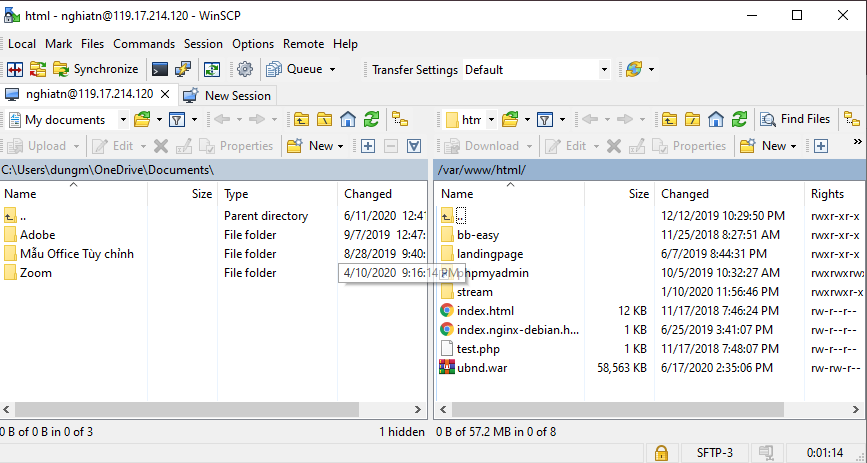 html - nghiatn@119.17.214.120 - WinSCP
Local Mark Files Commands Session Options Remote Help
Synchronize Queue Transfer Settings Default
nghiatn@119.17.214.120 New Session
My documents htm Find Files
Upload Edit Properties New Download Edit Properties New
C:\Users\dungm\OneDrive\Documents\ /var/www/html/
Name Size Type Changed Name Size Changed Rights
.. Parent directory 6/11/2020 12:41 .. 12/12/2019 10:29:50 PM rwxr-xr-x
Adobe File folder 9/7/2019 12:47: bb-easy 11/25/2018 8:27:51 AM rwxr-xr-x
Mẫu Office Tùy chỉnh File folder 8/28/2019 9:40: landingpage 6/7/2019 8:44:31 PM rwxr-xr-x
Zoom File folder 4/10/2020 9:16:14 PM phpmyadmin 10/5/2019 10:32:27 AM rwxrwxrw
stream 1/10/2020 11:56:46 PM rwxrwxr-x
index.html 12 KB 11/17/2018 7:46:24 PM rw-r--r--
index.nginx-debian.h... 1 KB 6/25/2019 3:41:07 PM rw-r--r--
test.php 1 KB 11/17/2018 7:48:07 PM rw-r--r--
ubnd.war 58,563 KB 6/17/2020 2:35:06 PM rw-rw-r--
0 B of 0 B in 0 of 3 1 hidden 0 B of 57.2 MB in 0 of 8
SFTP-3 0:01:14